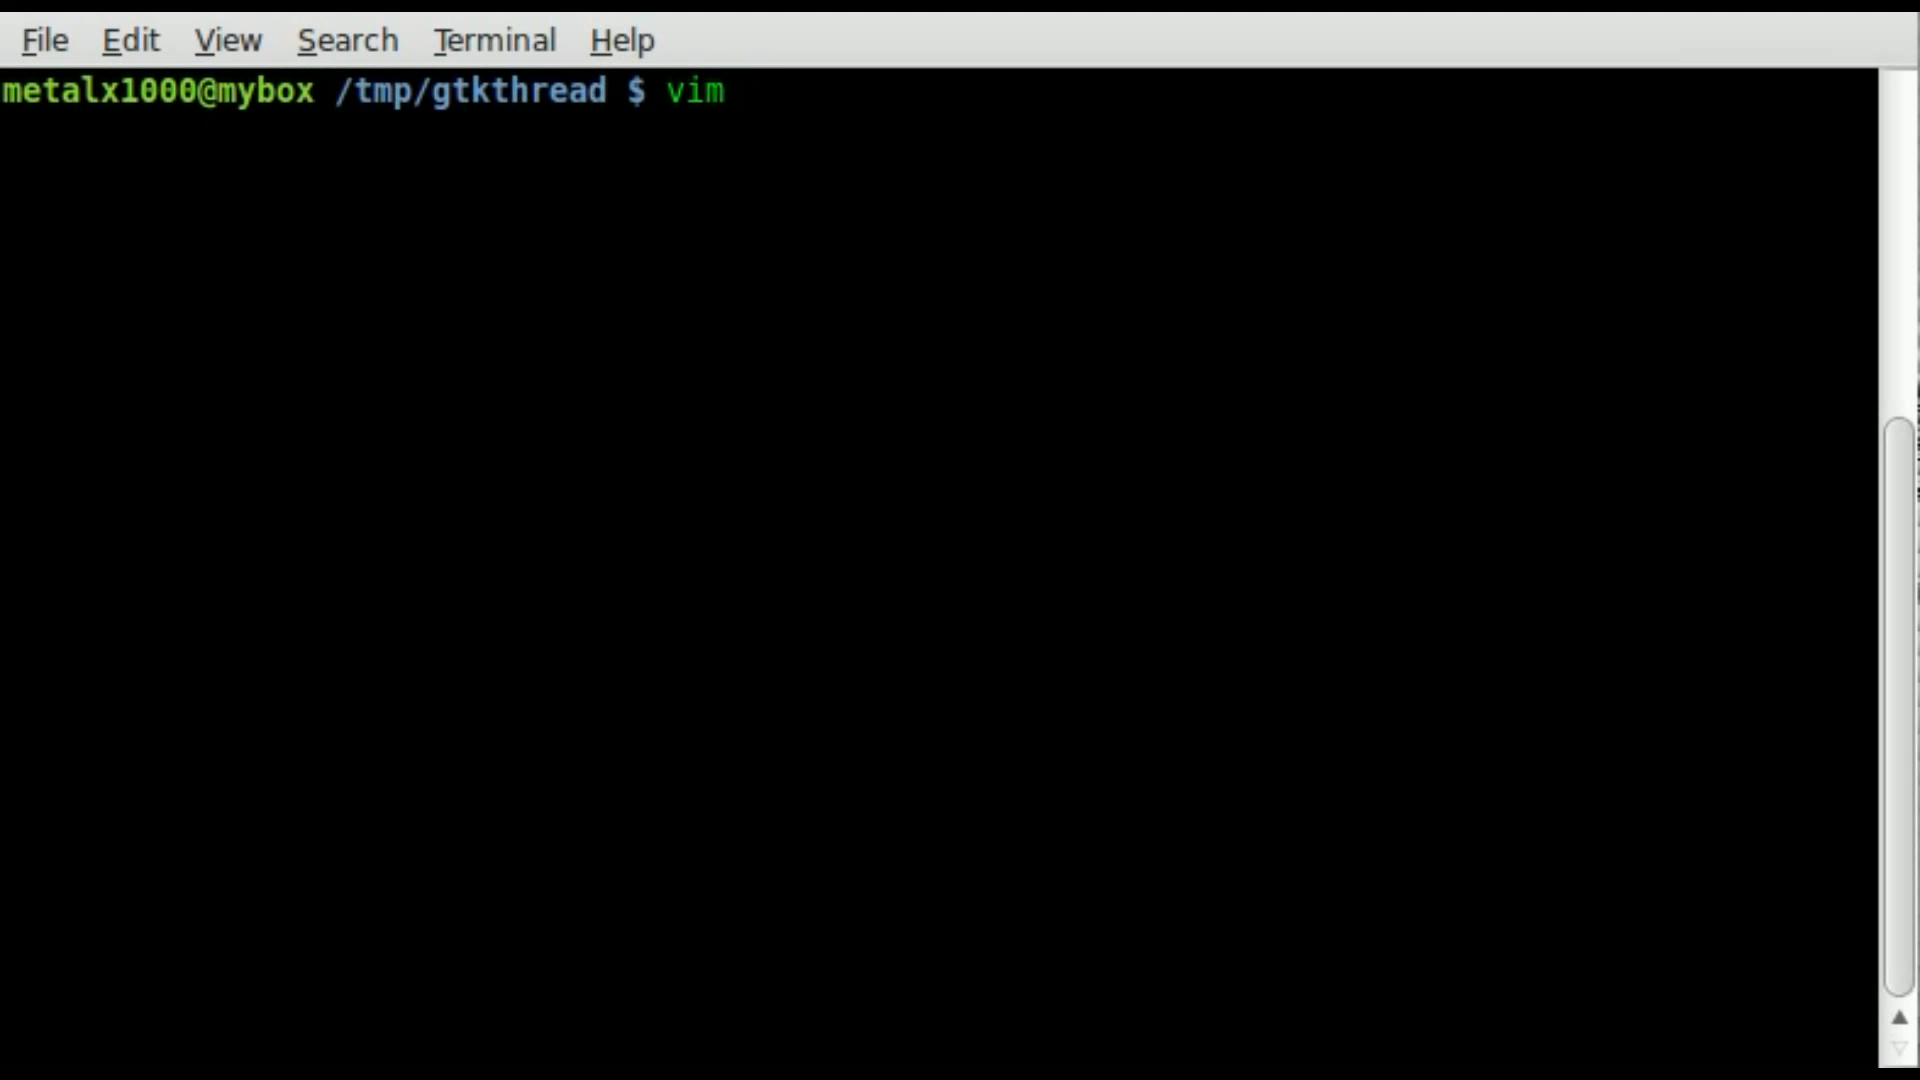 File Edit View Search Terminal Help
metalx1000@mybox /tmp/gtkthread $ vim